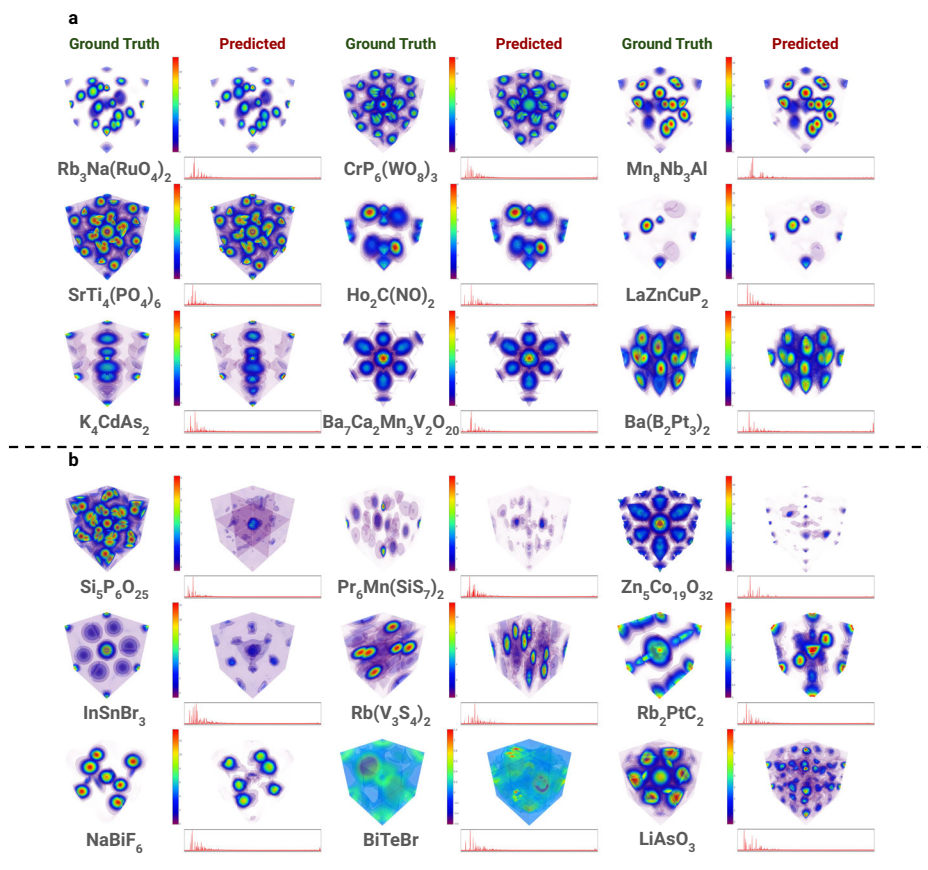 a
Ground Truth Predicted Ground Truth Predicted Ground Truth Predicted
Rb₃Na(RuO₄)₂ CrP₆(WO₈)₃ Mn₈Nb₃Al
SrTi₄(PO₄)₆ Ho₂C(NO)₂ LaZnCuP₂
K₄CdAs₂ Ba₇Ca₂Mn₃V₂O₂₀ Ba(B₂Pt₃)₂
b
Si₅P₆O₂₅ Pr₆Mn(SiS₇)₂ Zn₅Co₁₉O₃₂
InSnBr₃ Rb(V₃S₄)₂ Rb₂PtC₂
NaBiF₆ BiTeBr LiAsO₃